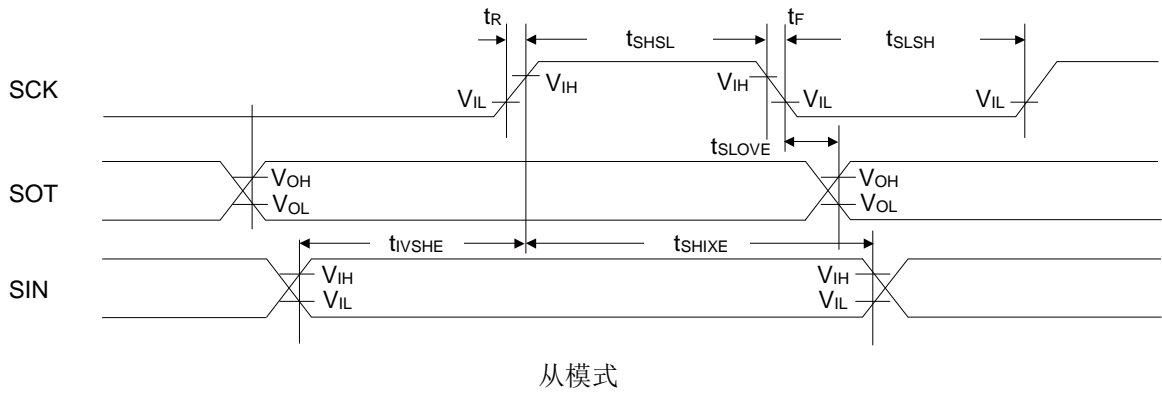 tR tSHSL tF tSLSH
SCK VIL VIH VIH VIL VIL
tSLOVE
SOT VOH VOL VOH VOL
tIVSHE tSHIXE
SIN VIH VIL VIH VIL
从模式